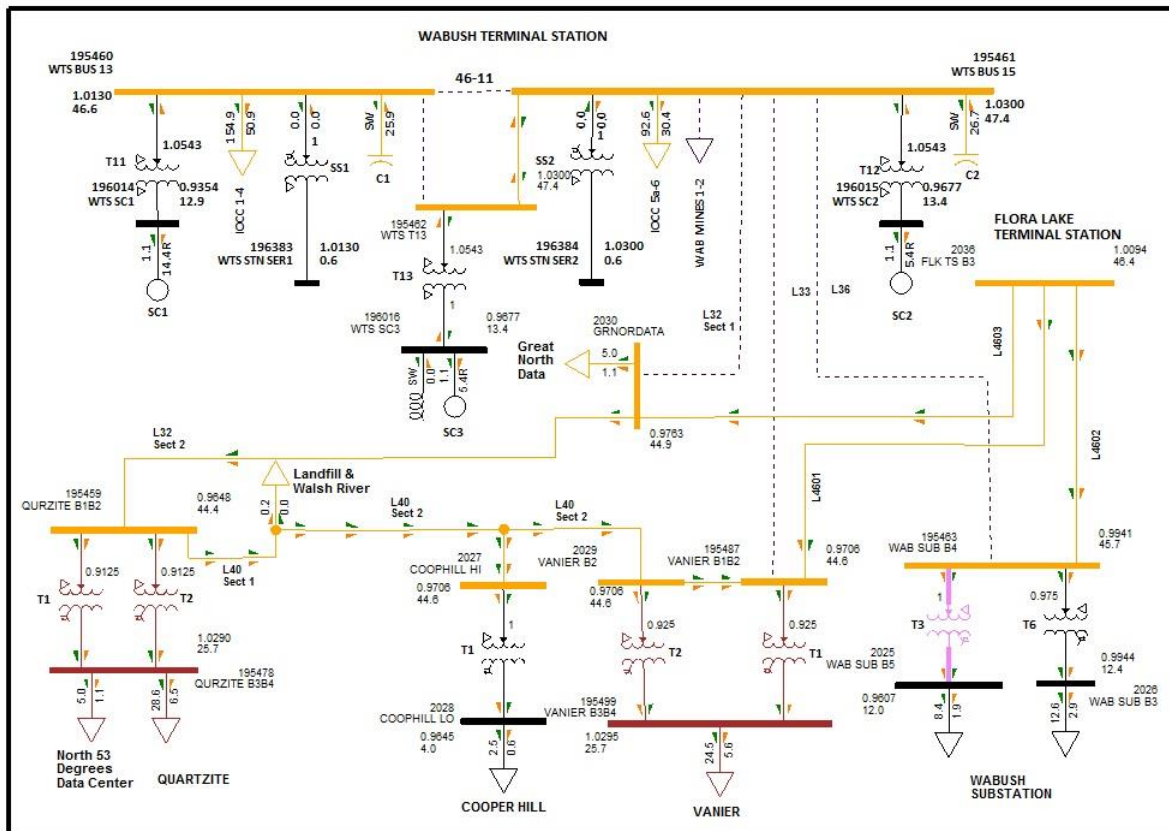 WABUSH TERMINAL STATION
195460
WTS BUS 13
1.0130
46.6
46-11
195461
WTS BUS 15
1.0300
47.4
154.9
50.9
0.0
0.0
SW
25.9
1
1.0543
T11
196014
WTS SC1
0.9354
12.9
ICCC 1-4
SS1
C1
1.1
14.4R
SC1
196383
WTS STN SER1
1.0130
0.6
195462
WTS T13
1.0300
47.4
1.0543
T13
1
196016
WTS SC3
0.9677
13.4
SW
0.0
1.1
5.4R
SC3
0.0
0.0
1
SS2
196384
WTS STN SER2
1.0300
0.6
92.6
30.4
ICCC 5a-6
WAB MINES 1-2
L32
Sect 1
L33
L36
1.0543
T12
196015
WTS SC2
0.9677
13.4
SW
26.7
C2
1.1
5.4R
SC2
FLORA LAKE
TERMINAL STATION
2036
FLK TS B3
1.0094
46.4
L4603
L4602
L4601
2030
GRNORDATA
Great
North
Data
5.0
1.1
0.9763
44.9
L32
Sect 2
Landfill &
Walsh River
0.2
0.0
195459
QURZITE B1B2
0.9648
44.4
L40
Sect 1
L40
Sect 2
L40
Sect 2
0.9125
0.9125
T1
T2
1.0290
25.7
195478
QURZITE B3B4
5.0
1.1
28.6
6.5
North 53
Degrees
Data Center
QUARTZITE
2027
COOPHILL HI
0.9706
44.6
1
T1
2028
COOPHILL LO
0.9645
4.0
2.5
0.6
COOPER HILL
2029
VANIER B2
0.9706
44.6
195487
VANIER B1B2
0.9706
44.6
0.925
T2
0.925
T1
195499
VANIER B3B4
1.0295
25.7
24.5
5.6
VANIER
195463
WAB SUB B4
0.9941
45.7
1
T3
0.975
T6
2025
WAB SUB B5
0.9607
12.0
0.9944
12.4
2026
WAB SUB B3
8.4
1.9
12.6
2.9
WABUSH
SUBSTATION